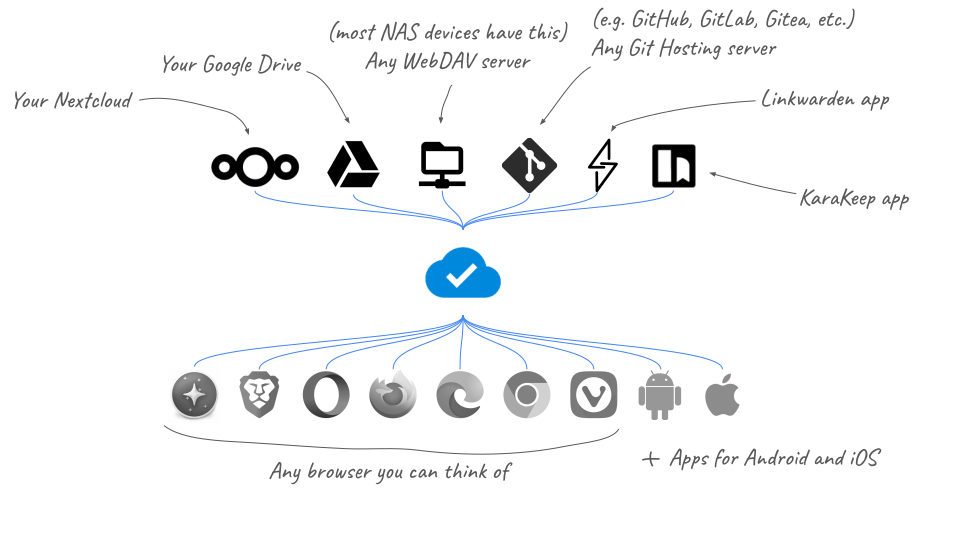 (e.g. GitHub, GitLab, Gitea, etc.)
Any Git Hosting server
(most NAS devices have this)
Any WebDAV server
Your Google Drive
Your Nextcloud
Linkwarden app
KaraKeep app
Any browser you can think of
+ Apps for Android and iOS